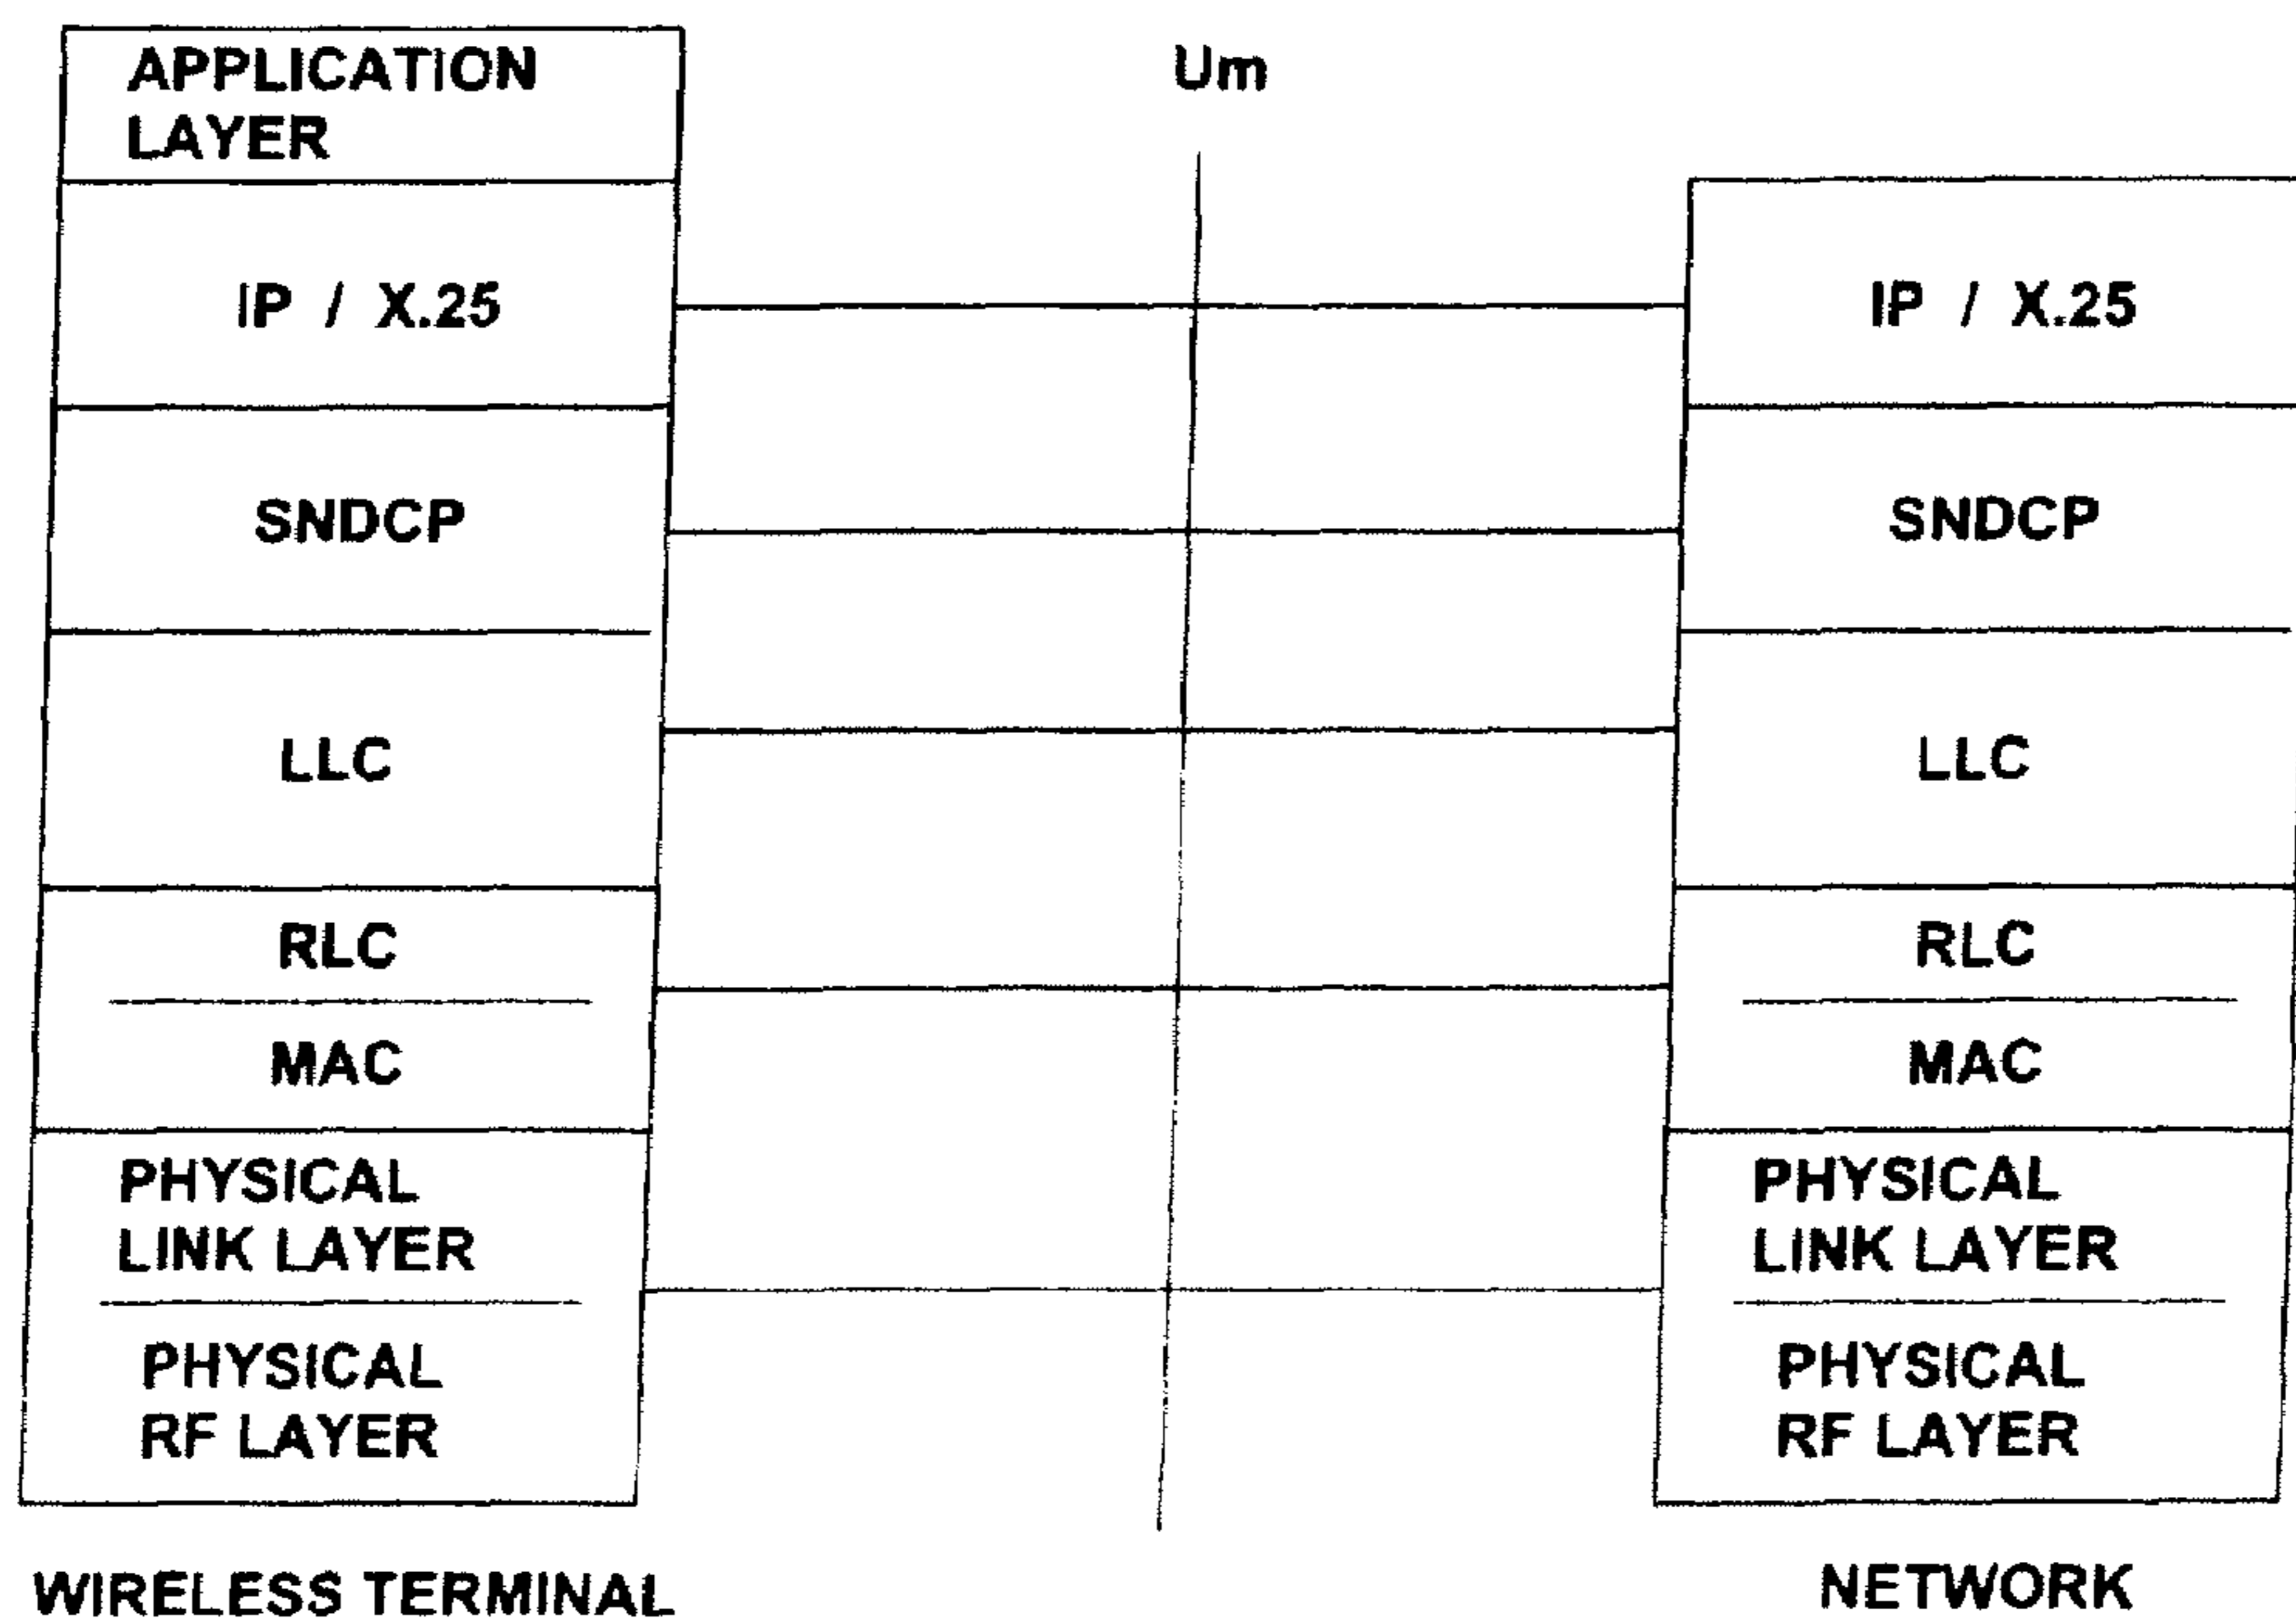 APPLICATION
LAYER
IP / X.25
SNDCP
LLC
RLC
MAC
PHYSICAL
LINK LAYER
PHYSICAL
RF LAYER
WIRELESS TERMINAL
Um
IP / X.25
SNDCP
LLC
RLC
MAC
PHYSICAL
LINK LAYER
PHYSICAL
RF LAYER
NETWORK